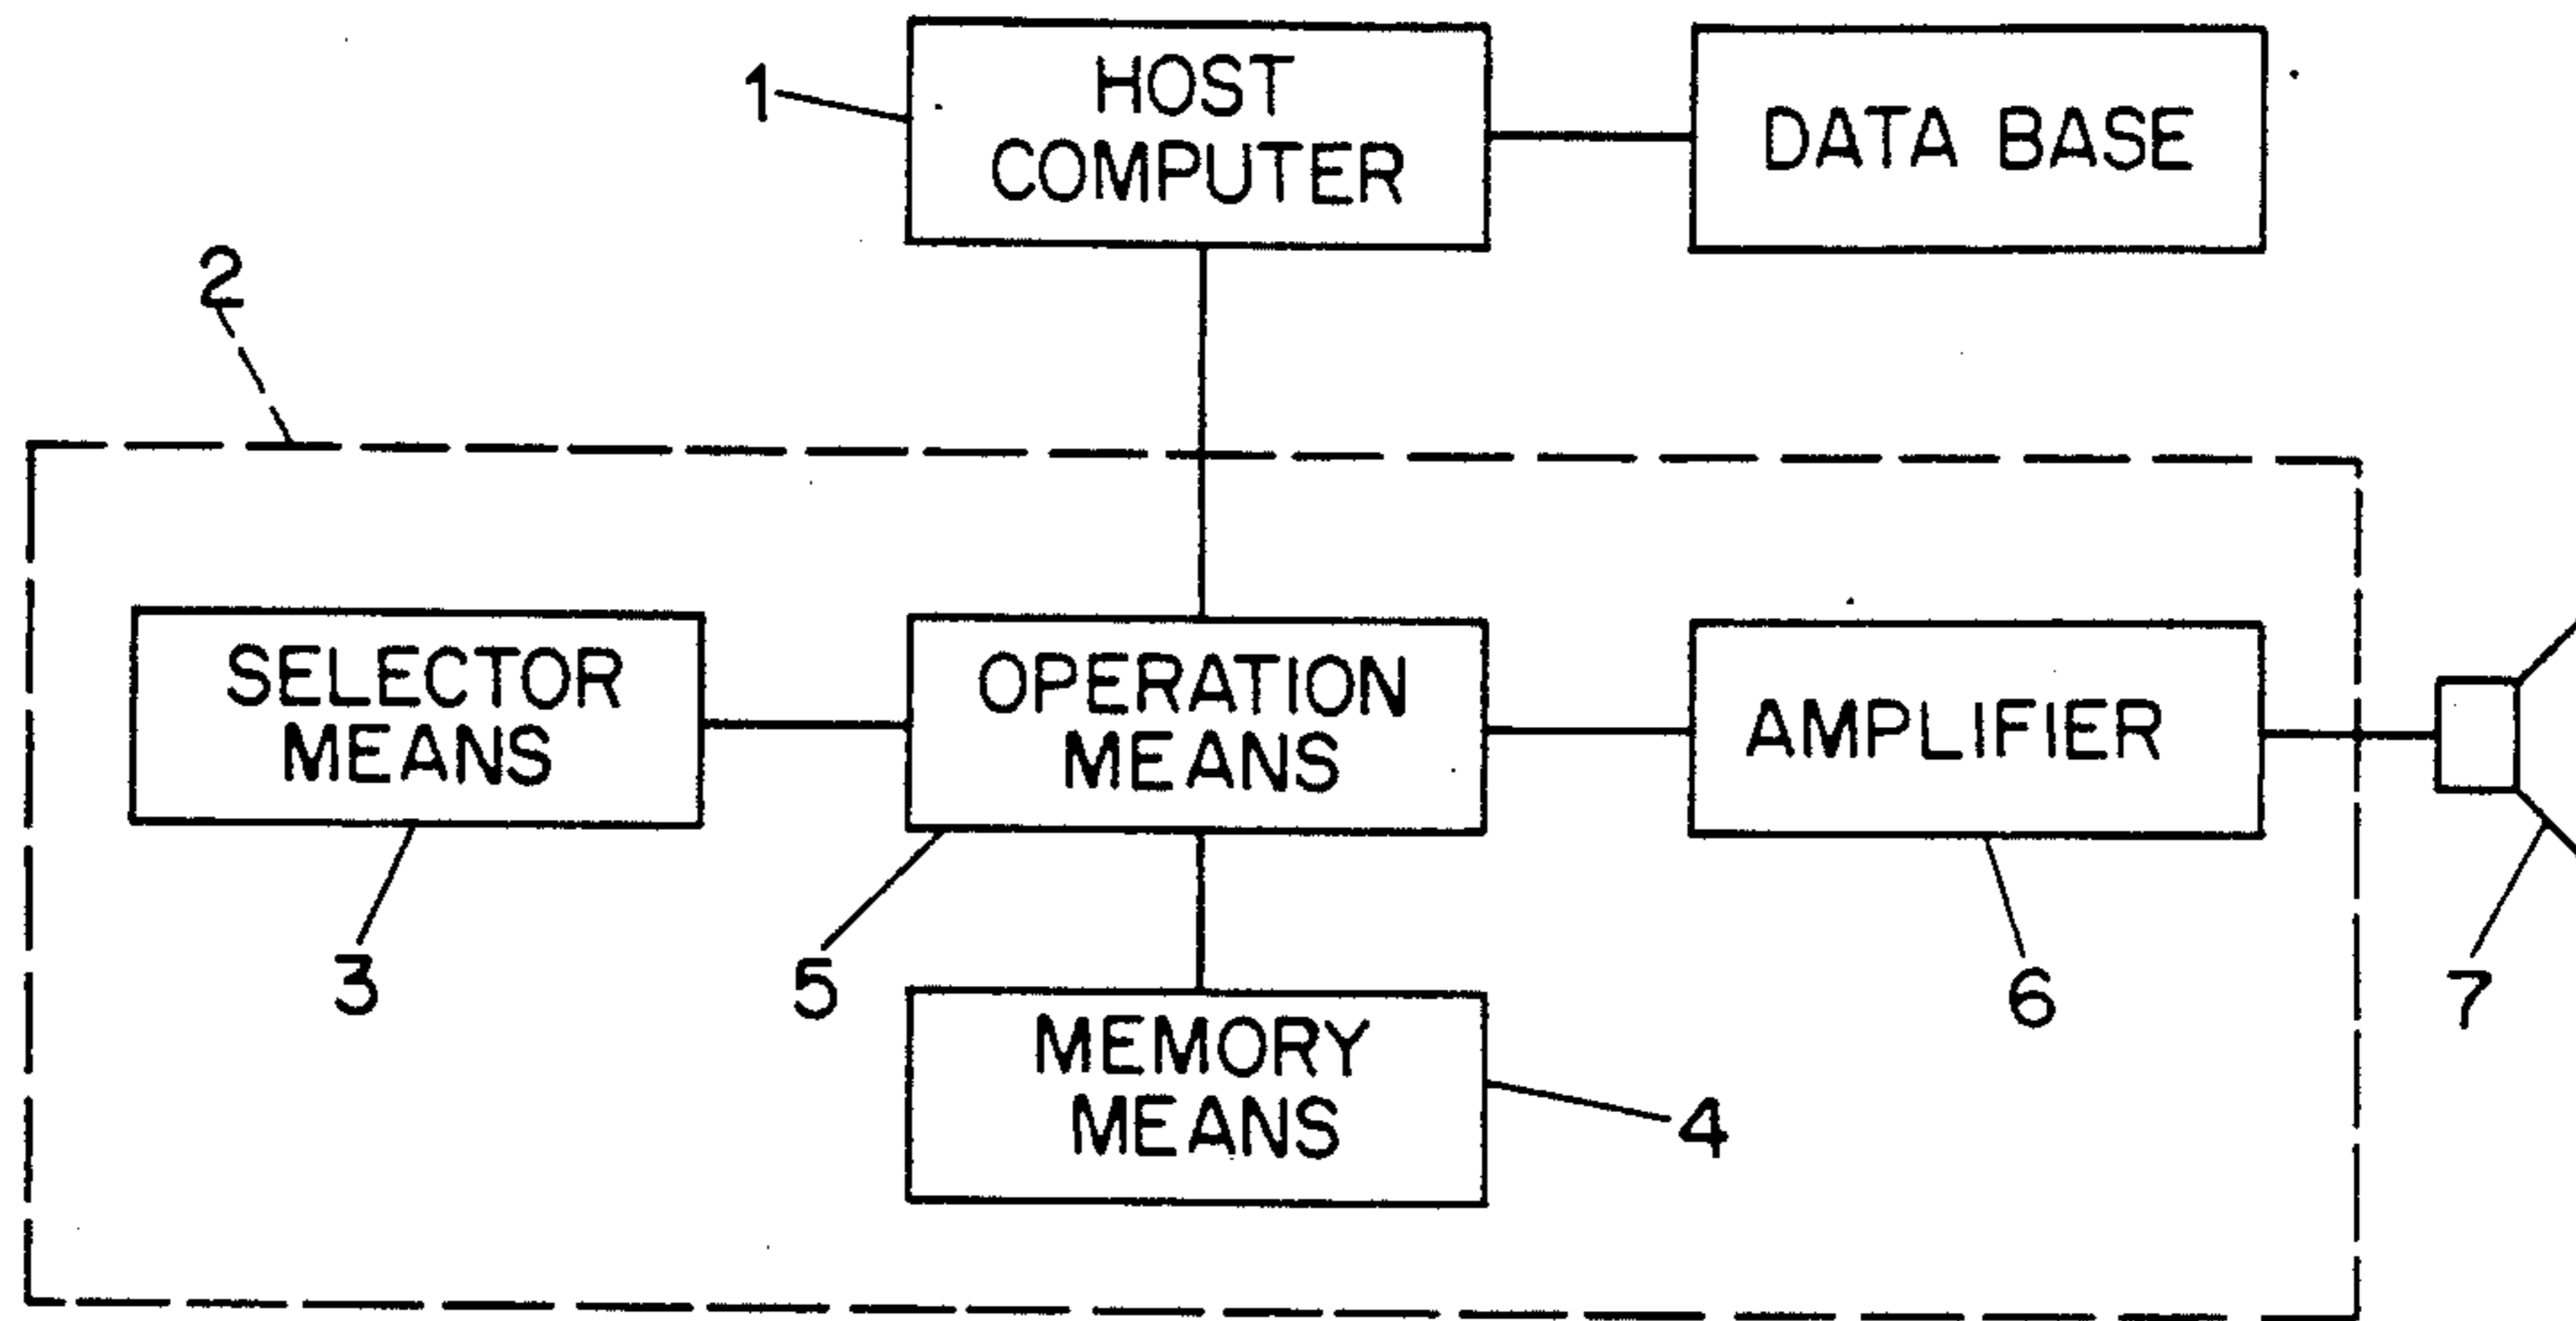 1
HOST
COMPUTER
DATA BASE
2
SELECTOR
MEANS
OPERATION
MEANS
AMPLIFIER
3
5
6
7
MEMORY
MEANS
4